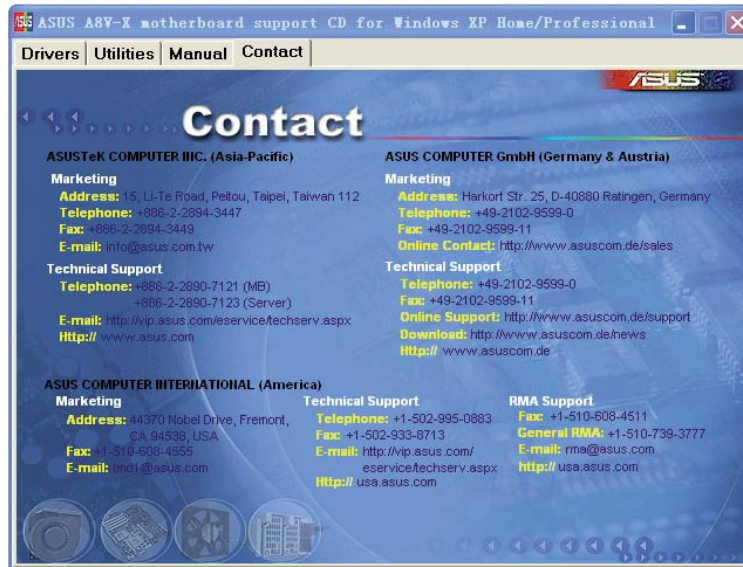 ASUS A8V-X motherboard support CD for Windows XP Home/Professional
Drivers Utilities Manual Contact
ASUS
Contact
ASUSTeK COMPUTER INC. (Asia-Pacific)
Marketing
Address: 15, Li-Te Road, Peitou, Taipei, Taiwan 112
Telephone: +886-2-2894-3447
Fax: +886-2-2894-3449
E-mail: info@asus.com.tw
Technical Support
Telephone: +886-2-2890-7121 (MB)
+886-2-2890-7123 (Server)
E-mail: http://vip.asus.com/eservice/techserv.aspx
Http:// www.asus.com
ASUS COMPUTER GmbH (Germany & Austria)
Marketing
Address: Harkort Str. 25, D-40880 Ratingen, Germany
Telephone: +49-2102-9599-0
Fax: +49-2102-9599-11
Online Contact: http://www.asuscom.de/sales
Technical Support
Telephone: +49-2102-9599-0
Fax: +49-2102-9599-11
Online Support: http://www.asuscom.de/support
Download: http://www.asuscom.de/news
Http:// www.asuscom.de
ASUS COMPUTER INTERNATIONAL (America)
Marketing
Address: 44370 Nobel Drive, Fremont,
CA 94538, USA
Fax: +1-510-608-4555
E-mail: tmd1@asus.com
Technical Support
Telephone: +1-502-995-0883
Fax: +1-502-933-8713
E-mail: http://vip.asus.com/
eservice/techserv.aspx
Http:// usa.asus.com
RMA Support
Fax: +1-510-608-4511
General RMA: +1-510-739-3777
E-mail: rma@asus.com
http:// usa.asus.com